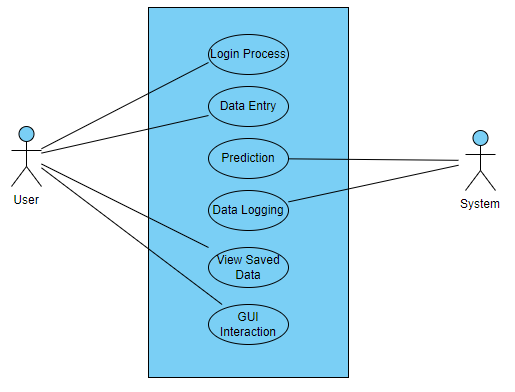 Login Process
Data Entry
Prediction
User
System
Data Logging
View Saved
Data
GUI
Interaction